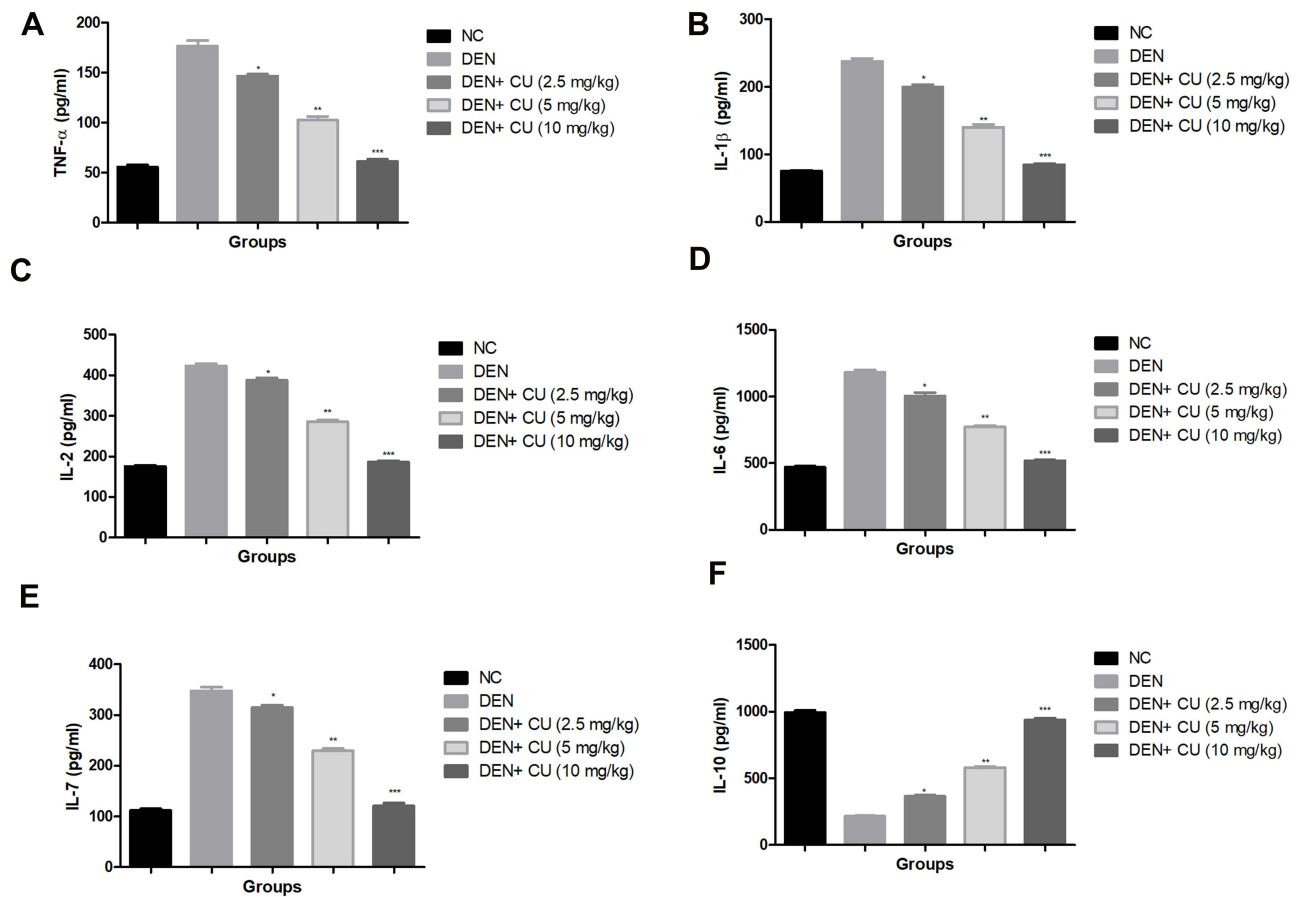 A
TNF-α (pg/ml)
200
150
100
50
0
*
**
***
Groups
NC
DEN
DEN+ CU (2.5 mg/kg)
DEN+ CU (5 mg/kg)
DEN+ CU (10 mg/kg)
B
IL-1β (pg/ml)
300
200
100
0
*
**
***
Groups
NC
DEN
DEN+ CU (2.5 mg/kg)
DEN+ CU (5 mg/kg)
DEN+ CU (10 mg/kg)
C
IL-2 (pg/ml)
500
400
300
200
100
0
*
**
***
Groups
NC
DEN
DEN+ CU (2.5 mg/kg)
DEN+ CU (5 mg/kg)
DEN+ CU (10 mg/kg)
D
IL-6 (pg/ml)
1500
1000
500
0
*
**
***
Groups
NC
DEN
DEN+ CU (2.5 mg/kg)
DEN+ CU (5 mg/kg)
DEN+ CU (10 mg/kg)
E
IL-7 (pg/ml)
400
300
200
100
0
*
**
***
Groups
NC
DEN
DEN+ CU (2.5 mg/kg)
DEN+ CU (5 mg/kg)
DEN+ CU (10 mg/kg)
F
IL-10 (pg/ml)
1500
1000
500
0
*
**
***
Groups
NC
DEN
DEN+ CU (2.5 mg/kg)
DEN+ CU (5 mg/kg)
DEN+ CU (10 mg/kg)